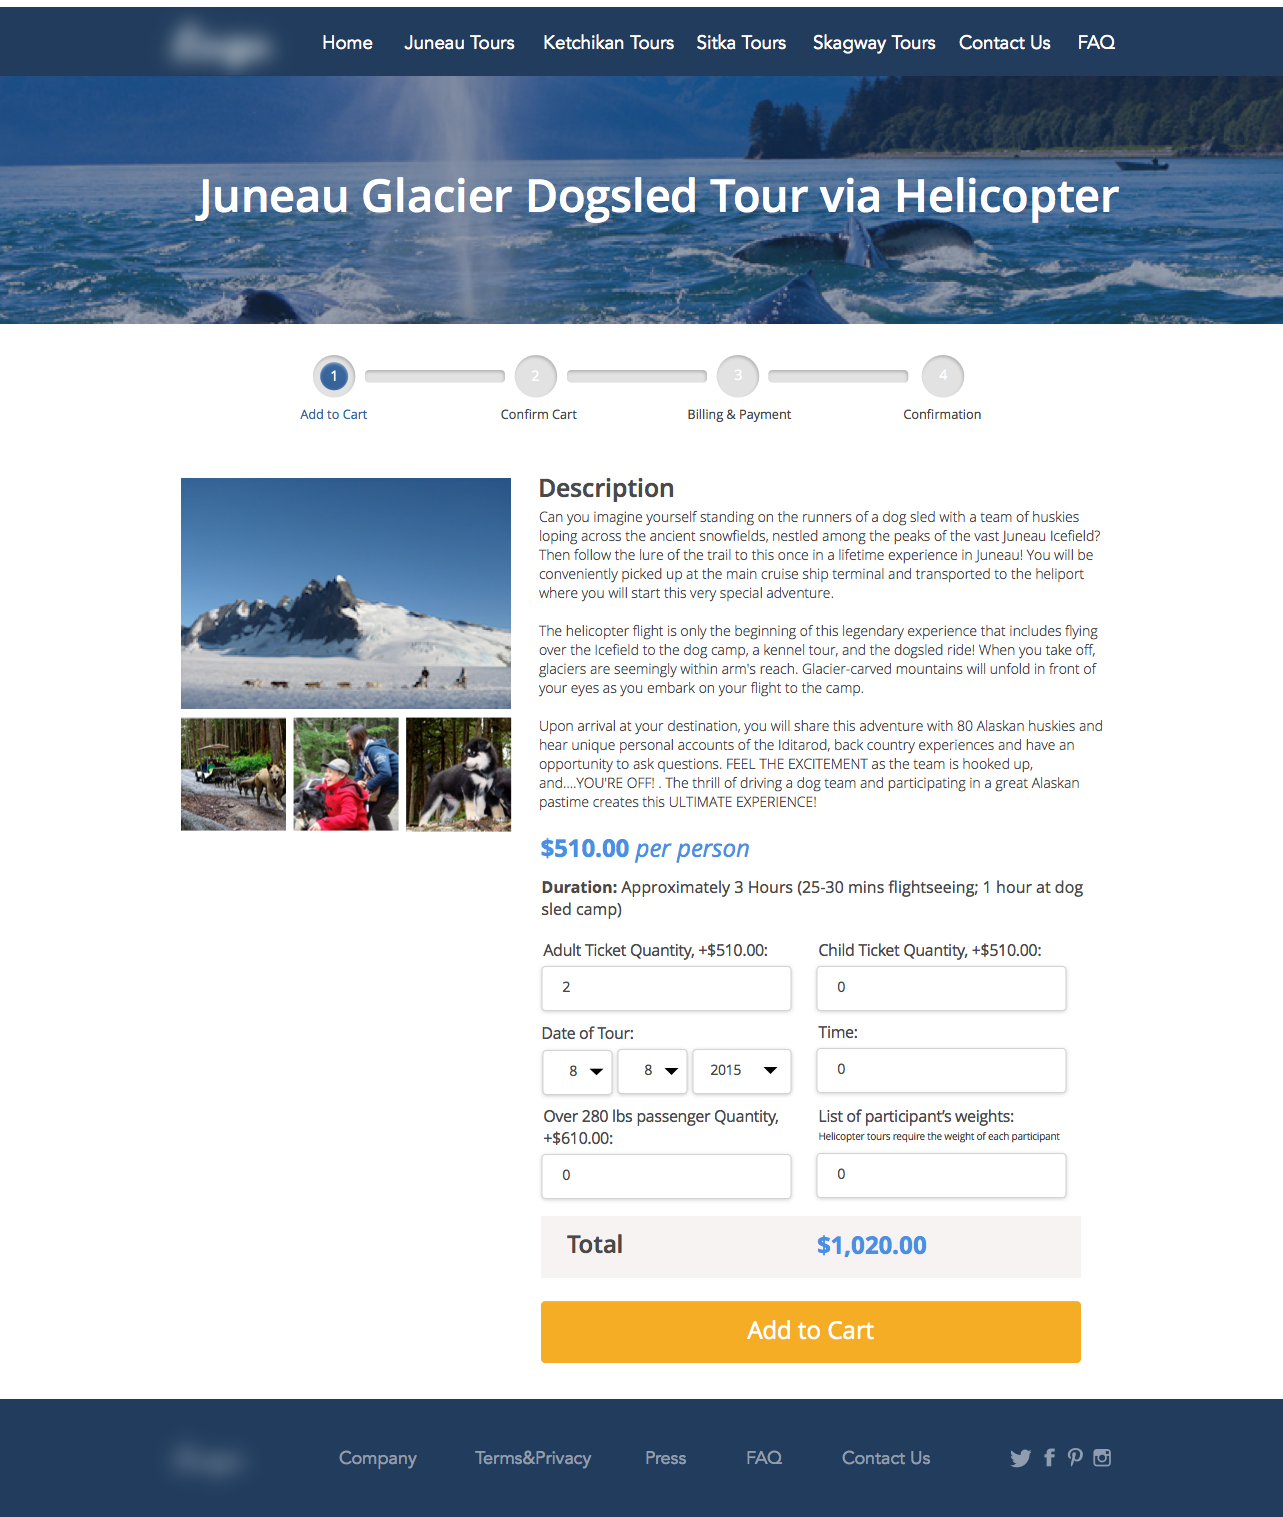 Home Juneau Tours Ketchikan Tours Sitka Tours Skagway Tours Contact Us FAQ
Juneau Glacier Dogsled Tour via Helicopter
1 2 3 4
Add to Cart Confirm Cart Billing & Payment Confirmation
Description
Can you imagine yourself standing on the runners of a dog sled with a team of huskies
loping across the ancient snowfields, nestled among the peaks of the vast Juneau Icefield?
Then follow the lure of the trail to this once in a lifetime experience in Juneau! You will be
conveniently picked up at the main cruise ship terminal and transported to the heliport
where you will start this very special adventure.
The helicopter flight is only the beginning of this legendary experience that includes flying
over the Icefield to the dog camp, a kennel tour, and the dogsled ride! When you take off,
glaciers are seemingly within arm's reach. Glacier-carved mountains will unfold in front of
your eyes as you embark on your flight to the camp.
Upon arrival at your destination, you will share this adventure with 80 Alaskan huskies and
hear unique personal accounts of the Iditarod, back country experiences and have an
opportunity to ask questions. FEEL THE EXCITEMENT as the team is hooked up,
and....YOU'RE OFF! . The thrill of driving a dog team and participating in a great Alaskan
pastime creates this ULTIMATE EXPERIENCE!
$510.00 per person
Duration: Approximately 3 Hours (25-30 mins flightseeing; 1 hour at dog
sled camp)
Adult Ticket Quantity, +$510.00: Child Ticket Quantity, +$510.00:
2 0
Date of Tour: Time:
8 8 2015 0
Over 280 lbs passenger Quantity,
+$610.00:
List of participant's weights:
Helicopter tours require the weight of each participant
0 0
Total $1,020.00
Add to Cart
Company Terms&Privacy Press FAQ Contact Us